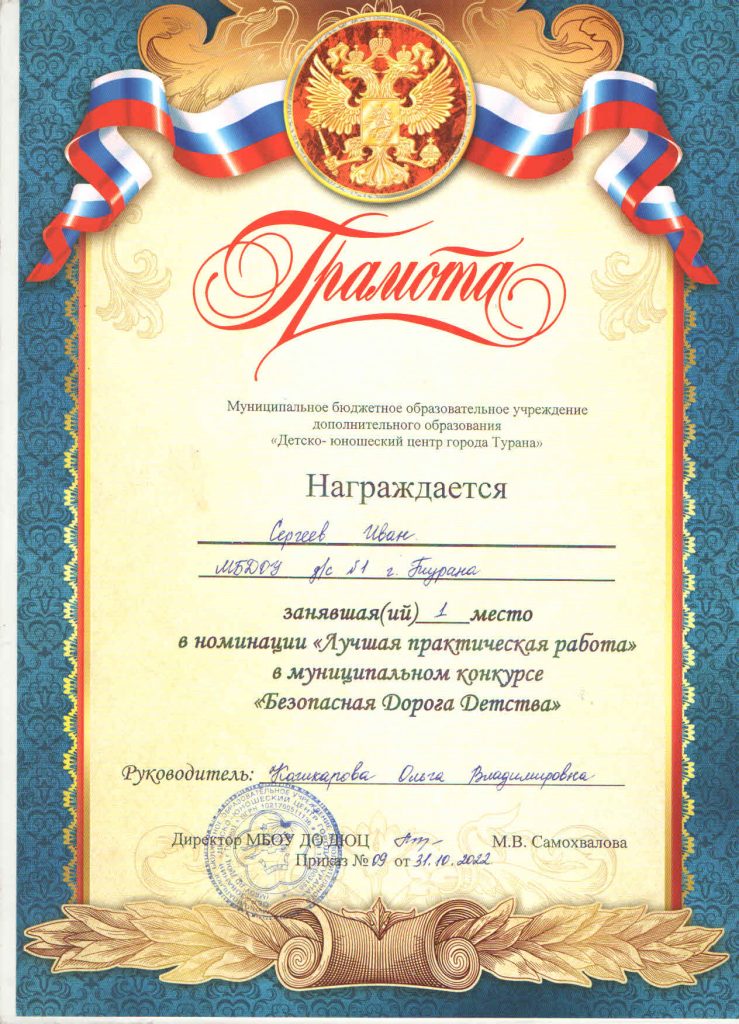 Грамота
Муниципальное бюджетное образовательное учреждение
дополнительного образования
«Детско- юношеский центр города Турана»
Награждается
Сергеев Иван.
МБДОУ д/с №1 г. Турана
занявшая(ий) 1 место
в номинации «Лучшая практическая работа»
в муниципальном конкурсе
«Безопасная Дорога Детства»
Руководитель: Кошкарова Ольга Владимировна
Директор МБОУ ДО ДЮЦ М.В. Самохвалова
Приказ № 09 от 31.10.2022